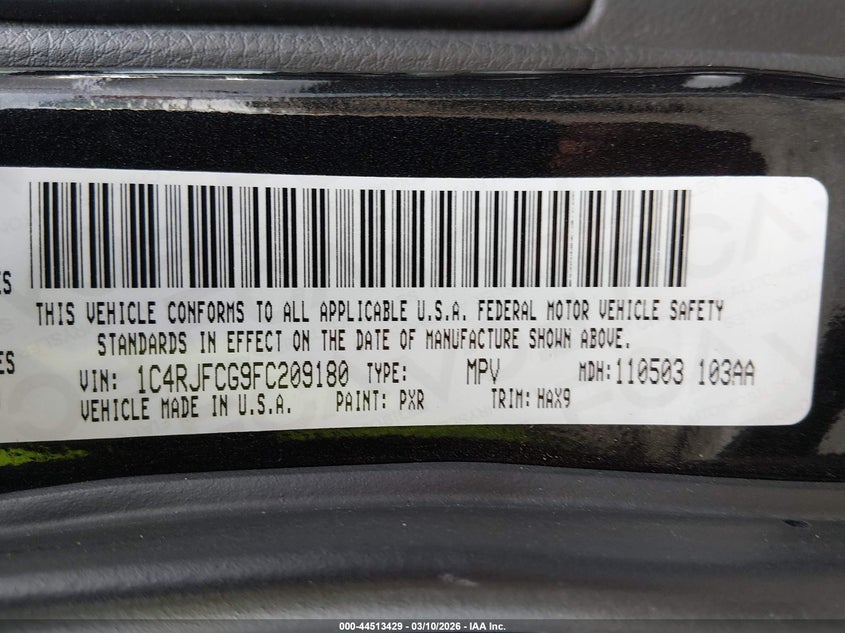 ES
THIS VEHICLE CONFORMS TO ALL APPLICABLE U.S.A. FEDERAL MOTOR VEHICLE SAFETY
STANDARDS IN EFFECT ON THE DATE OF MANUFACTURE SHOWN ABOVE.
ES
VIN: 1C4RJFCG9FC209180 TYPE: MPV MDH: 110503 103AA
VEHICLE MADE IN U.S.A. PAINT: PXR TRIM: HAX9
000-44513429 - 03/10/2026 - IAA Inc.